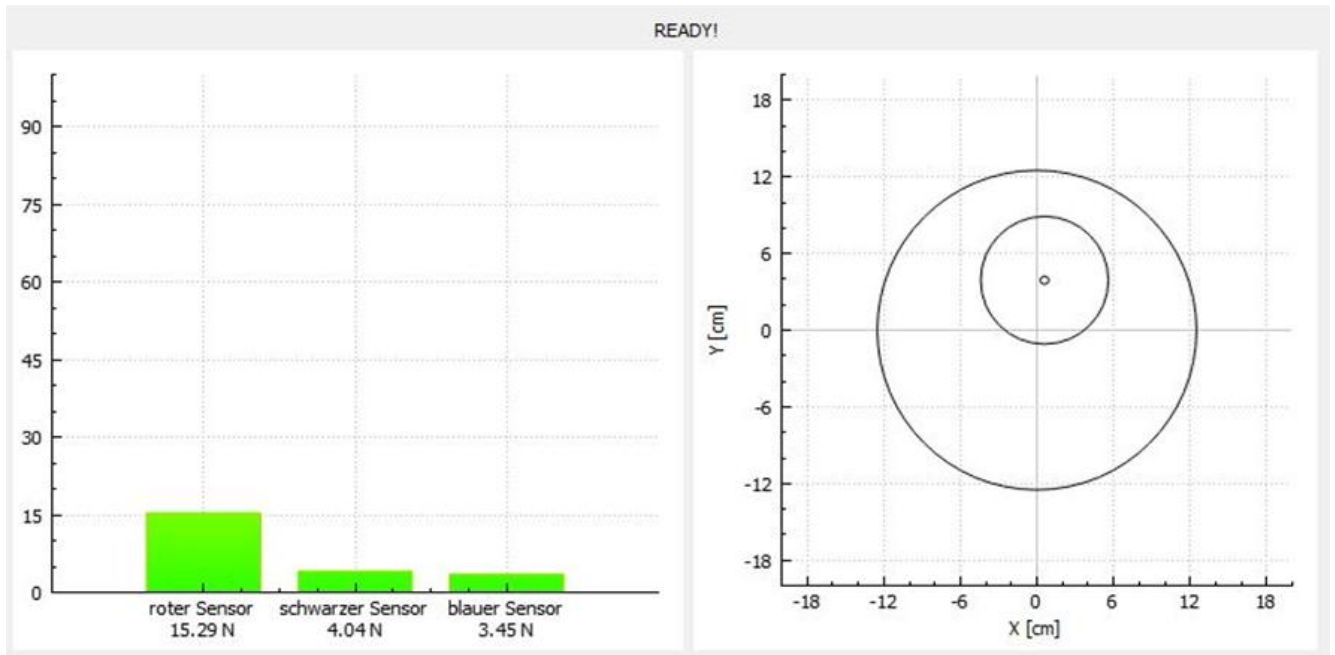 READY!
90
75
60
45
30
15
0
roter Sensor schwarzer Sensor blauer Sensor
15.29 N 4.04 N 3.45 N
18
12
6
0
-6
-12
-18
Y [cm]
-18 -12 -6 0 6 12 18
X [cm]